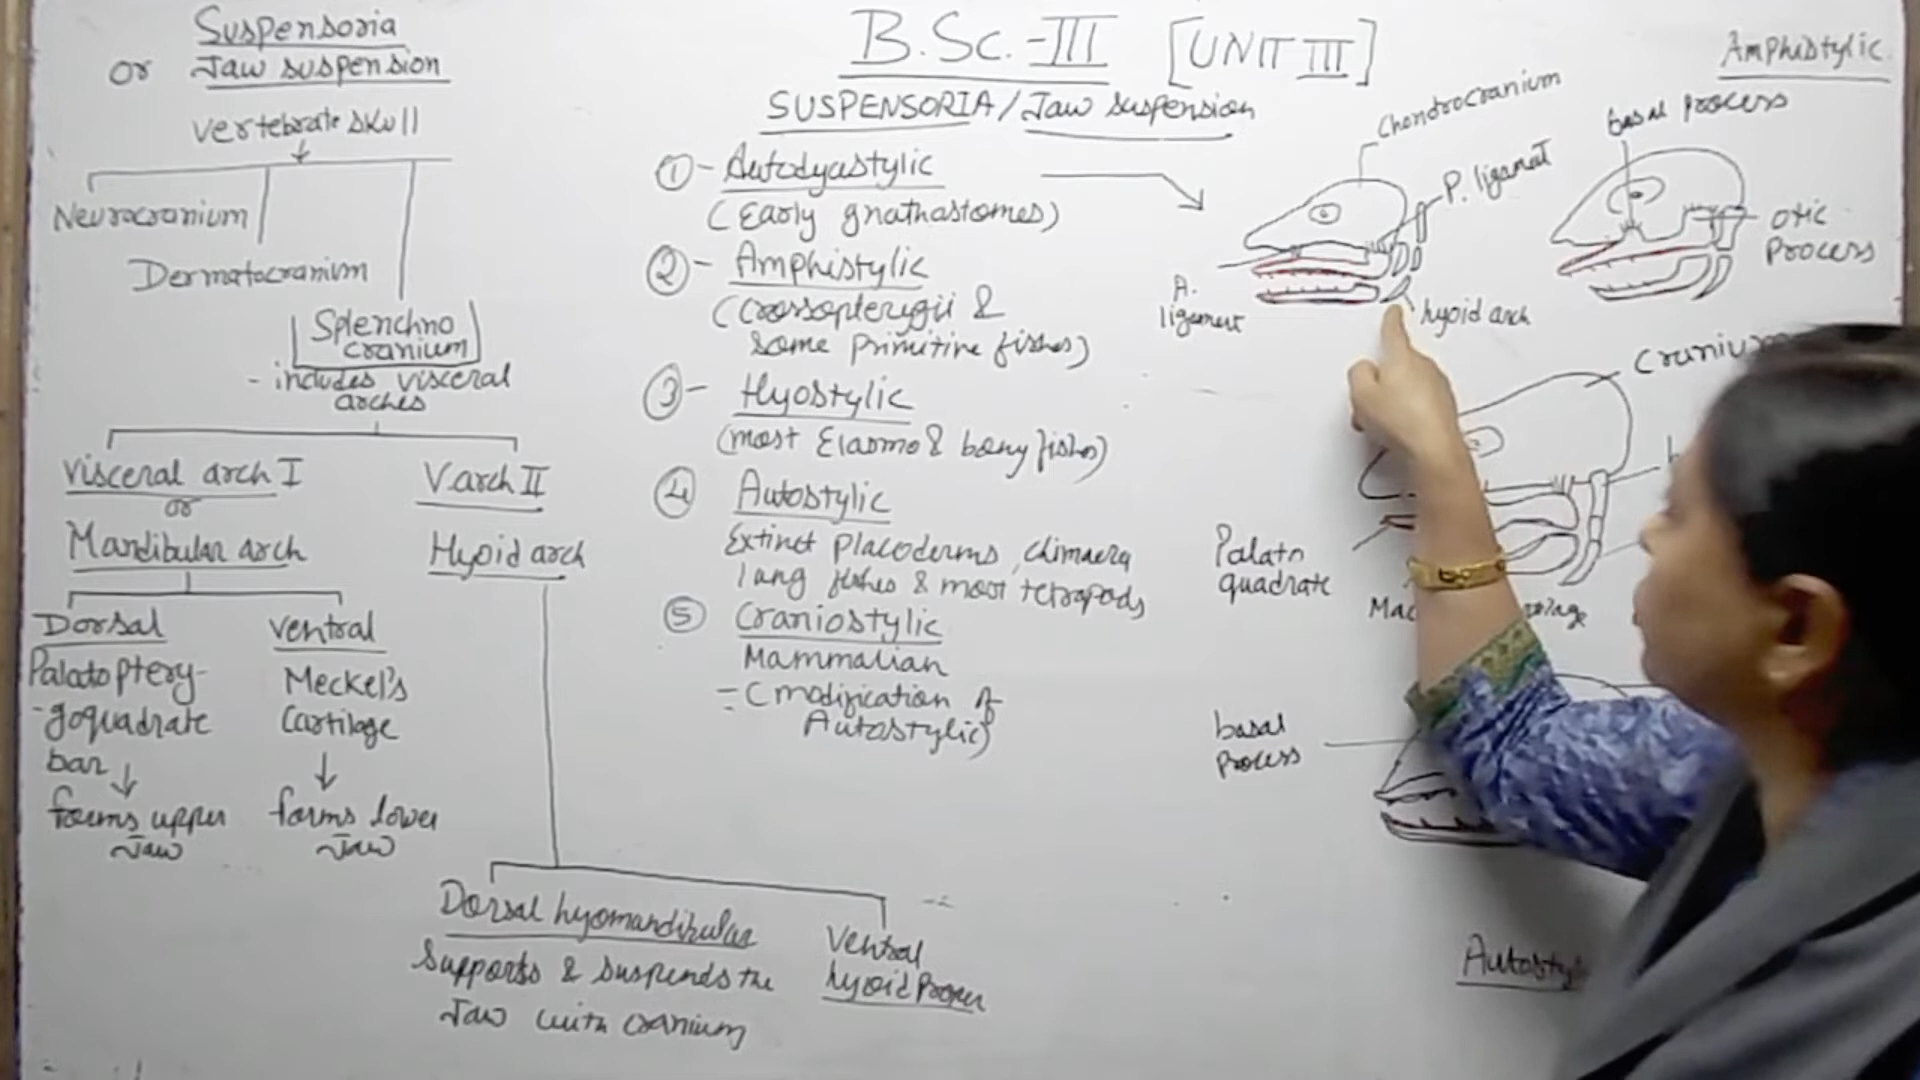 Suspensoria
or Jaw suspension
vertebrate skull
Neurocranium
Dermatocranium
Splenchno
cranium
- includes visceral
arches
Visceral arch I
or
Mandibular arch
V. arch II
Hyoid arch
Dorsal
Palatoptery-
-goquadrate
bar
forms upper
Jaw
ventral
Meckel's
Cartilage
forms lower
Jaw
Dorsal hyomandibular
Supports & suspends the
Jaw with cranium
Ventral
hyoid proper
B.Sc.-III [UNIT III]
SUSPENSORIA/Jaw suspension
① - Autodyastylic
(Early gnathastomes)
② - Amphistylic
(Crossopterygii &
some primitive fishes)
③ - Hyostylic
(most Elasmo & bony fishes)
④ Autostylic
Extinct placoderms, chimaera
lung fishes & most tetropods
⑤ Craniostylic
Mammalian
= (modification of
Autostylic)
Chondrocranium
P. ligament
A.
ligament
hyoid arch
Amphistylic
basal process
otic
process
Cranium
Palato
quadrate
basal
process